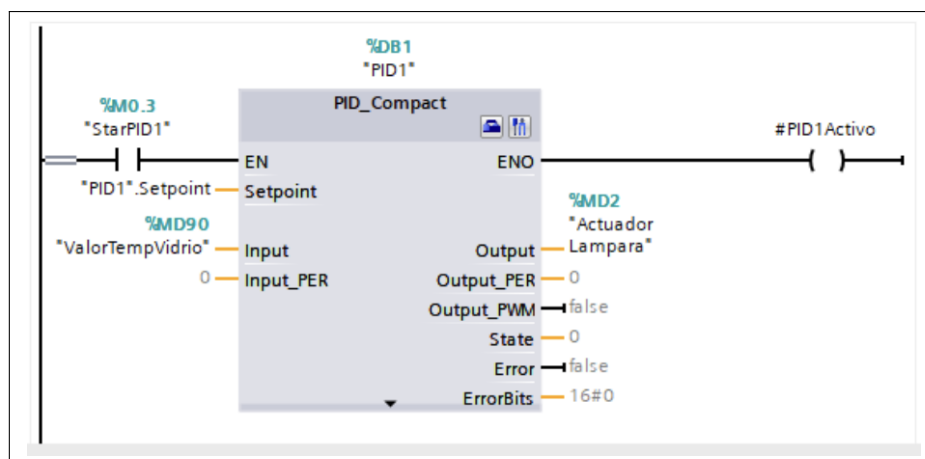 %DB1
"PID1"
%M0.3
"StarPID1"
PID_Compact
#PID1Activo
EN
ENO
"PID1".Setpoint
Setpoint
%MD2
"Actuador
Lampara"
%MD90
"ValorTempVidrio"
Input
Output
0
Input_PER
Output_PER
0
Output_PWM
false
State
0
Error
false
ErrorBits
16#0